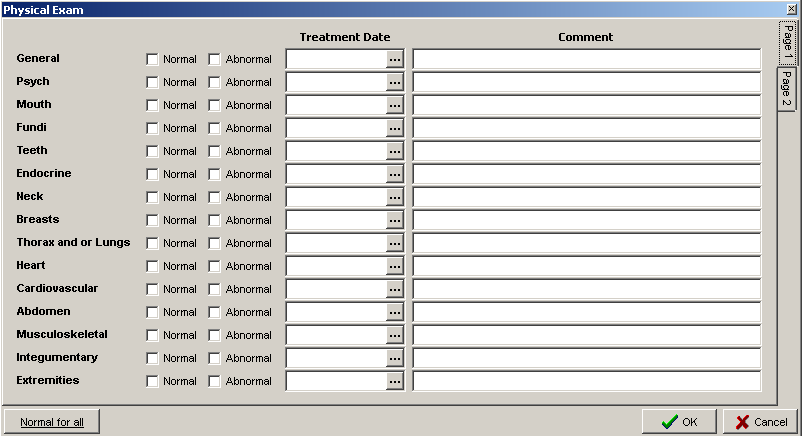 Physical Exam
Treatment Date Comment
General Normal Abnormal ...
Psych Normal Abnormal ...
Mouth Normal Abnormal ...
Fundi Normal Abnormal ...
Teeth Normal Abnormal ...
Endocrine Normal Abnormal ...
Neck Normal Abnormal ...
Breasts Normal Abnormal ...
Thorax and or Lungs Normal Abnormal ...
Heart Normal Abnormal ...
Cardiovascular Normal Abnormal ...
Abdomen Normal Abnormal ...
Musculoskeletal Normal Abnormal ...
Integumentary Normal Abnormal ...
Extremities Normal Abnormal ...
Page 1
Page 2
Normal for all OK Cancel